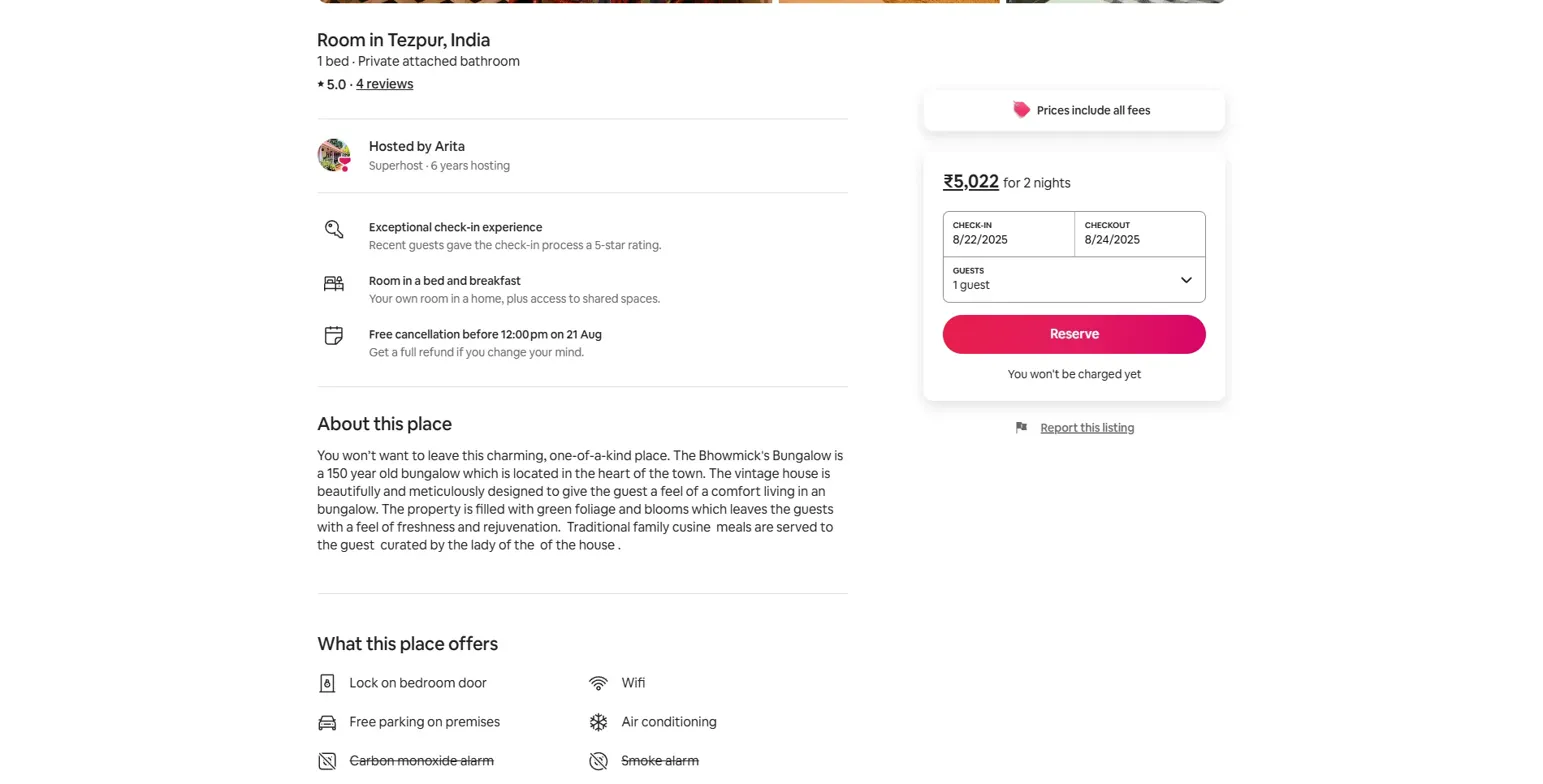 Room in Tezpur, India
1 bed · Private attached bathroom
★ 5.0 · 4 reviews
Hosted by Arita
Superhost · 6 years hosting
Exceptional check-in experience
Recent guests gave the check-in process a 5-star rating.
Room in a bed and breakfast
Your own room in a home, plus access to shared spaces.
Free cancellation before 12:00 pm on 21 Aug
Get a full refund if you change your mind.
About this place
You won't want to leave this charming, one-of-a-kind place. The Bhowmick's Bungalow is
a 150 year old bungalow which is located in the heart of the town. The vintage house is
beautifully and meticulously designed to give the guest a feel of a comfort living in an
bungalow. The property is filled with green foliage and blooms which leaves the guests
with a feel of freshness and rejuvenation.  Traditional family cusine  meals are served to
the guest  curated by the lady of the  of the house .
What this place offers
Lock on bedroom door
Wifi
Free parking on premises
Air conditioning
Carbon monoxide alarm
Smoke alarm
Prices include all fees
₹5,022 for 2 nights
CHECK-IN
8/22/2025
CHECKOUT
8/24/2025
GUESTS
1 guest
Reserve
You won't be charged yet
Report this listing